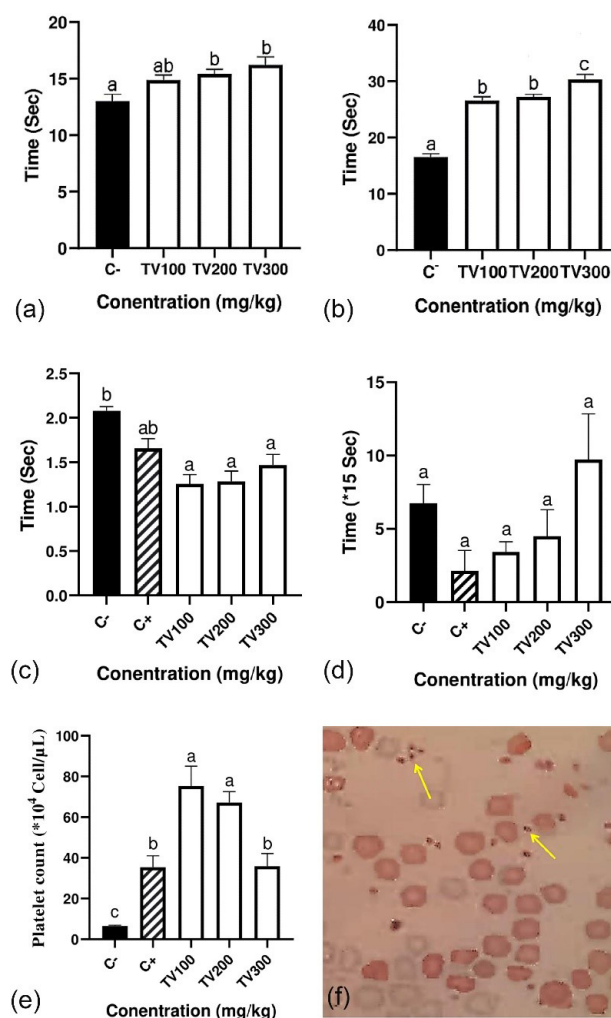 20
15
10
5
0
Time (Sec)
a
ab
b
b
C-
TV100
TV200
TV300
Conentration (mg/kg)
(a)
40
30
20
10
0
Time (Sec)
a
b
b
c
C-
TV100
TV200
TV300
Conentration (mg/kg)
(b)
2.5
2.0
1.5
1.0
0.5
0.0
Time (Sec)
b
ab
a
a
a
C-
C+
TV100
TV200
TV300
Conentration (mg/kg)
(c)
15
10
5
0
Time (*15 Sec)
a
a
a
a
a
C-
C+
TV100
TV200
TV300
Conentration (mg/kg)
(d)
100
80
60
40
20
0
Platelet count (*10⁴ Cell/µL)
c
b
a
a
b
C-
C+
TV100
TV200
TV300
Conentration (mg/kg)
(e)
(f)